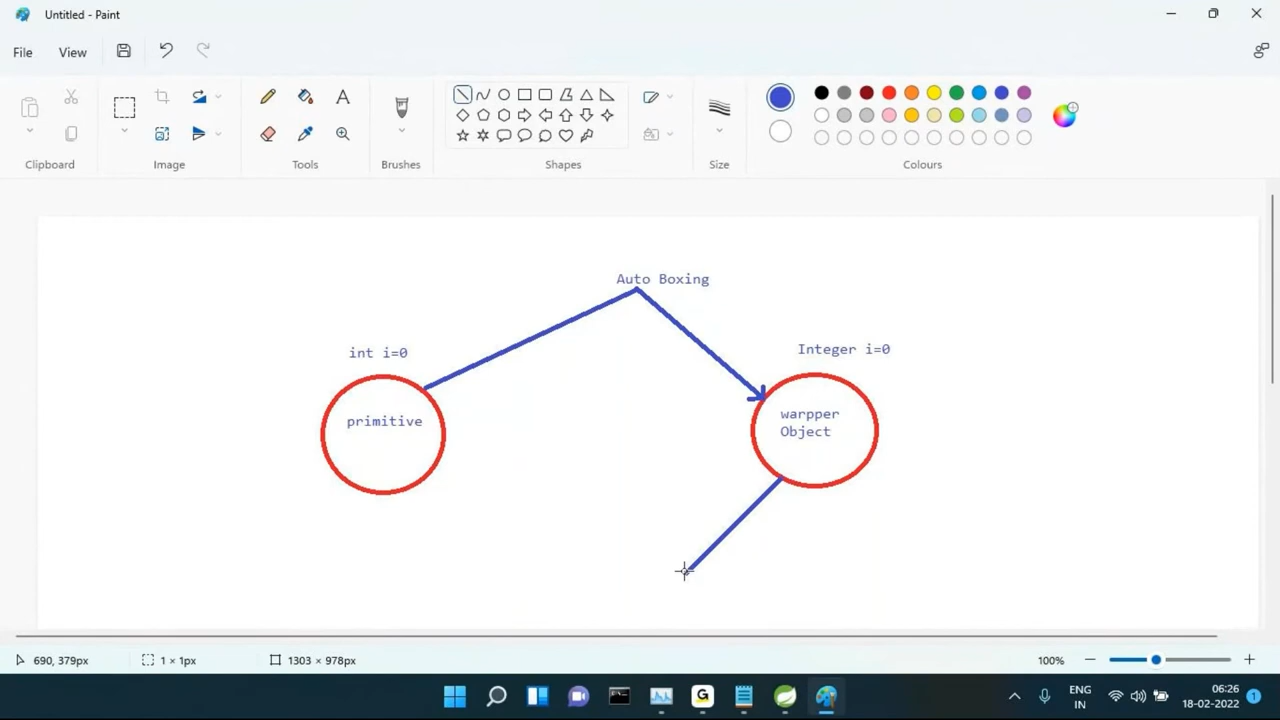 Untitled - Paint
File View
Clipboard
Image
Tools
Brushes
Shapes
Size
Colours
Auto Boxing
int i=0
Integer i=0
primitive
warpper
Object
690, 379px
1 × 1px
1303 × 978px
100%
ENG
IN
06:26
18-02-2022
1